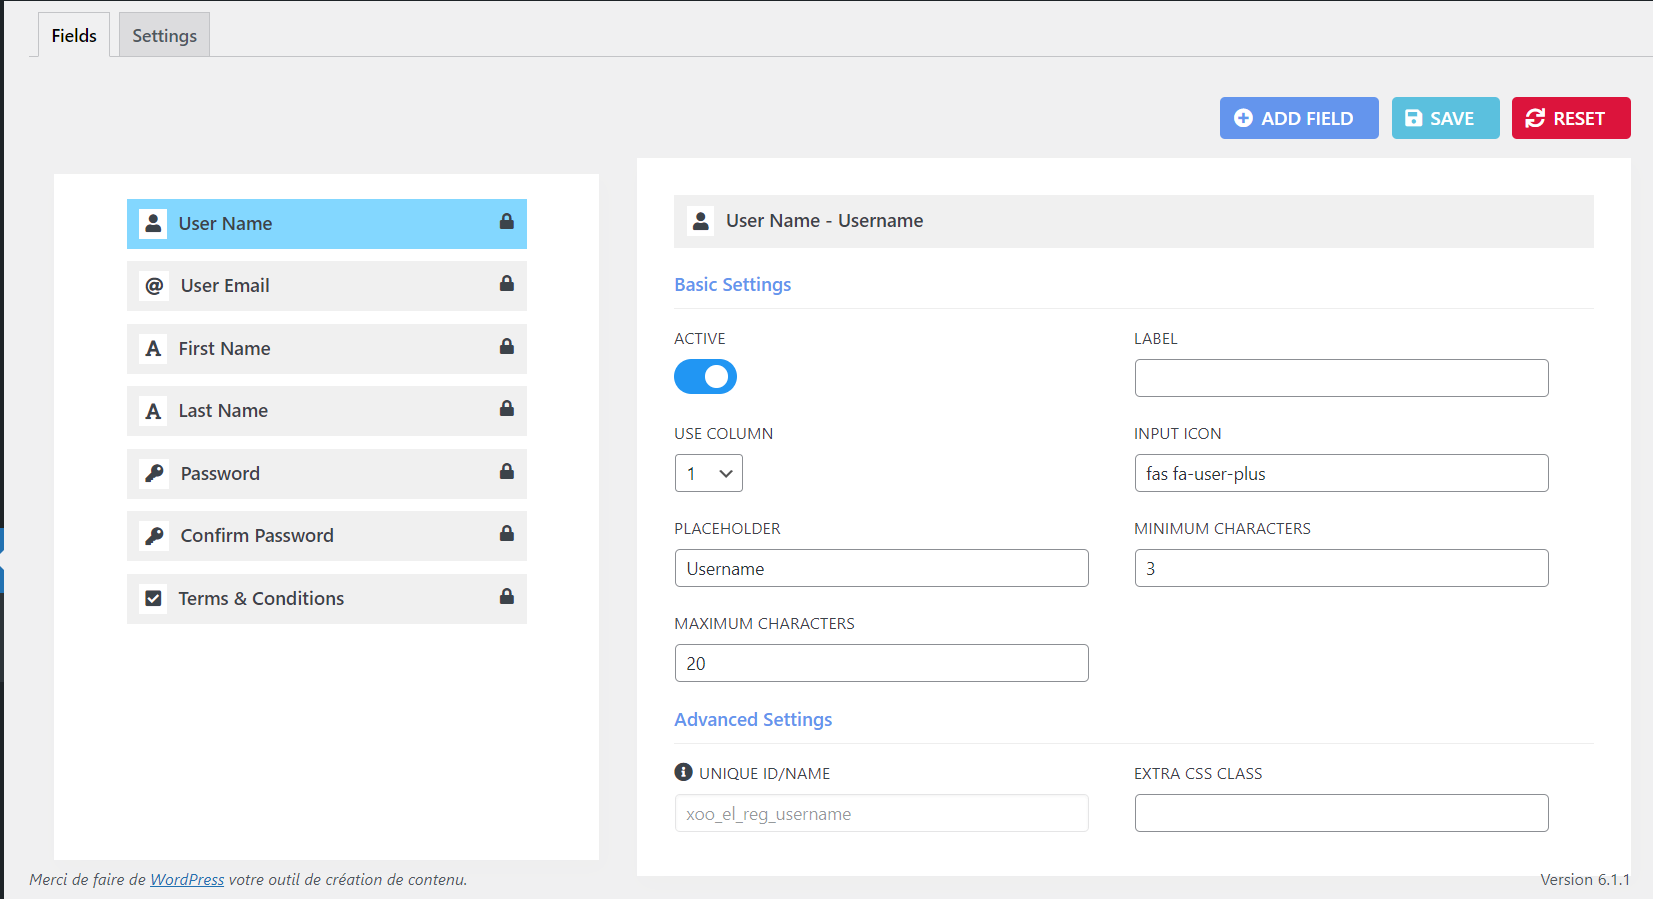 Fields Settings
ADD FIELD SAVE RESET
User Name
User Email
First Name
Last Name
Password
Confirm Password
Terms & Conditions
User Name - Username
Basic Settings
ACTIVE LABEL
USE COLUMN INPUT ICON
1 fas fa-user-plus
PLACEHOLDER MINIMUM CHARACTERS
Username 3
MAXIMUM CHARACTERS
20
Advanced Settings
UNIQUE ID/NAME EXTRA CSS CLASS
xoo_el_reg_username
Merci de faire de WordPress votre outil de création de contenu.
Version 6.1.1